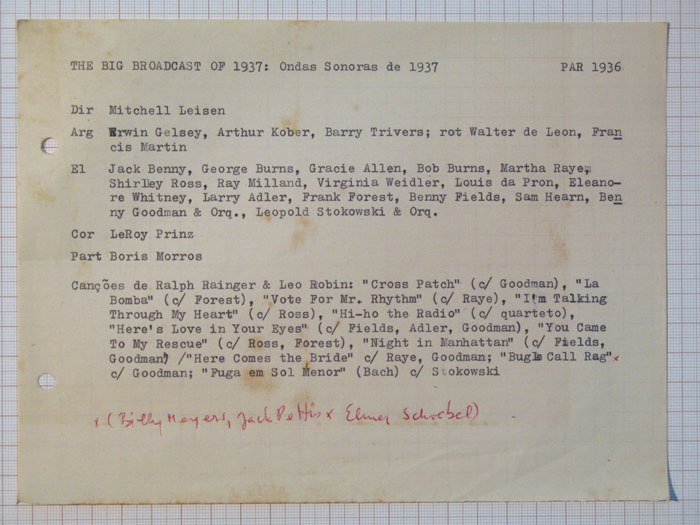 THE BIG BROADCAST OF 1937: Ondas Sonoras de 1937 PAR 1936
Dir Mitchell Leisen
Arg Erwin Gelsey, Arthur Kober, Barry Trivers; rot Walter de Leon, Fran
cis Martin
El Jack Benny, George Burns, Gracie Allen, Bob Burns, Martha Raye,
Shirley Ross, Ray Milland, Virginia Weidler, Louis da Pron, Eleano-
re Whitney, Larry Adler, Frank Forest, Benny Fields, Sam Hearn, Ben
ny Goodman & Orq., Leopold Stokowski & Orq.
Cor LeRoy Prinz
Part Boris Morros
Canções de Ralph Rainger & Leo Robin: "Cross Patch" (c/ Goodman), "La
Bomba" (c/ Forest), "Vote For Mr. Rhythm" (c/ Raye), "I'm Talking
Through My Heart" (c/ Ross), "Hi-ho the Radio" (c/ quarteto),
"Here's Love in Your Eyes" (c/ Fields, Adler, Goodman), "You Came
To My Rescue" (c/ Ross, Forest), "Night in Manhattan" (c/ Fields,
Goodman) /"Here Comes the Bride" c/ Raye, Goodman; "Bugle Call Rag"x
c/ Goodman; "Fuga em Sol Menor" (Bach) c/ Stokowski
x (Billy Meyers, Jack Pettis x Elmer Schoebel)